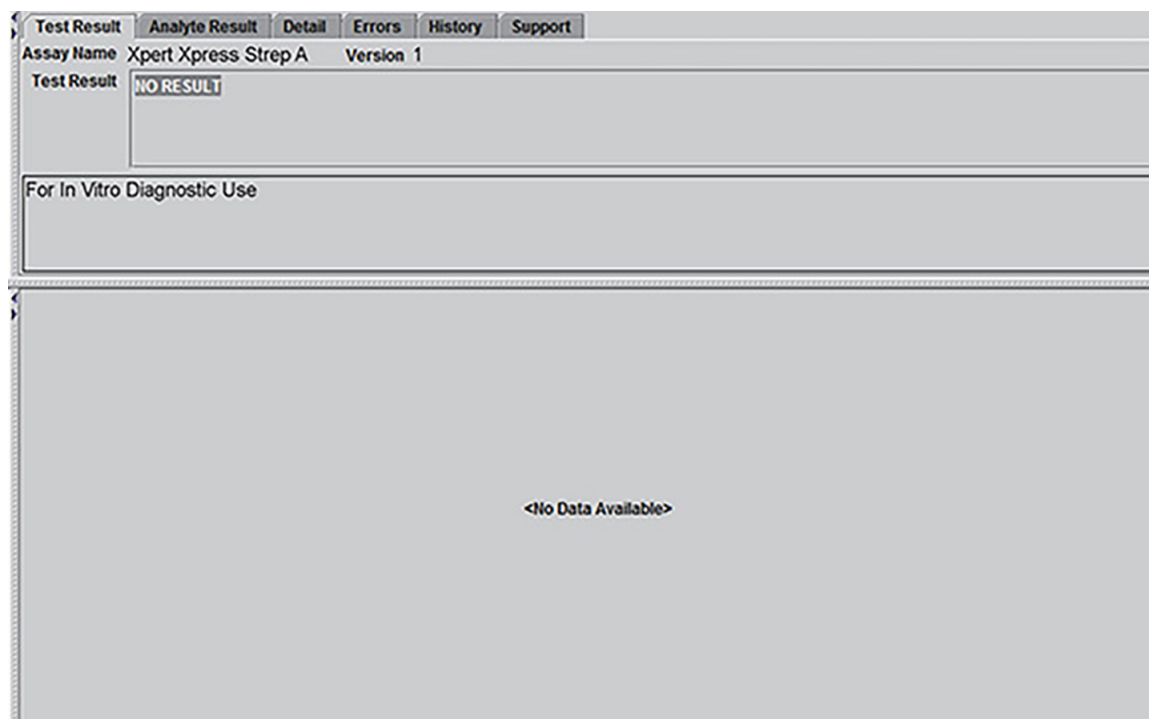 Test Result Analyte Result Detail Errors History Support
Assay Name Xpert Xpress Strep A Version 1
Test Result NO RESULT
For In Vitro Diagnostic Use
<No Data Available>